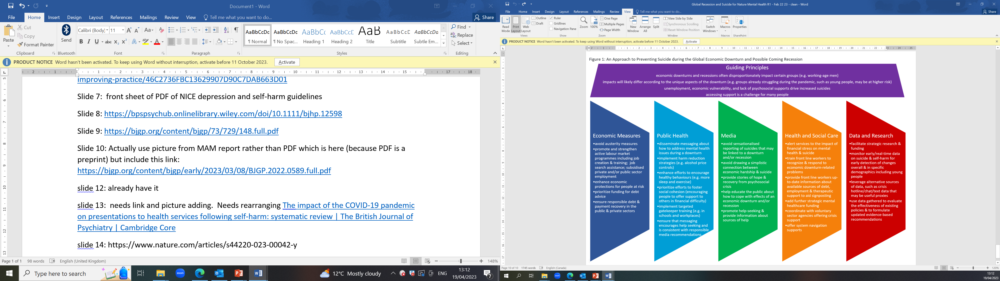 Document1 - Word
File Home Insert Design Layout References Mailings Review View Tell me what you want to do... Share
Paste
Cut
Copy
Format Painter
Clipboard
Send
Bluetooth
Calibri (Body) 11
Font
Paragraph
AaBbCcDc AaBbCcDc AaBbCc AaBbCcC AaB AaBbCcD AaBbCcDa
¶ Normal ¶ No Spac... Heading 1 Heading 2 Title Subtitle Subtle Em...
Styles
Find
Replace
Select
Editing
PRODUCT NOTICE Word hasn't been activated. To keep using Word without interruption, activate before 11 October 2023. Activate
improving-practice/46C2736FBC13629907D90C7DAB663D01
Slide 7: front sheet of PDF of NICE depression and self-harm guidelines
Slide 8: https://bpspsychub.onlinelibrary.wiley.com/doi/10.1111/bjhp.12598
Slide 9: https://bjgp.org/content/bjgp/73/729/148.full.pdf
Slide 10: Actually use picture from MAM report rather than PDF which is here (because PDF is a
preprint) but include this link:
https://bjgp.org/content/bjgp/early/2023/03/08/BJGP.2022.0589.full.pdf
slide 12: already have it
slide 13: needs link and picture adding. Needs rearranging The impact of the COVID-19 pandemic
on presentations to health services following self-harm: systematic review | The British Journal of
Psychiatry | Cambridge Core
slide 14: https://www.nature.com/articles/s44220-023-00042-y
Page 1 of 1 98 words English (United Kingdom) 148%
Type here to search
12°C Mostly cloudy
ENG
13:12
19/04/2023
7
Global Recession and Suicide for Nature Mental Health R1 - Feb 22 23 - clean - Word
File Home Insert Design Layout References Mailings Review View Tell me what you want to do... Share
Read Mode
Print Layout
Web Layout
Outline
Draft
Views
Ruler
Gridlines
Navigation Pane
Show
Zoom
100%
One Page
Multiple Pages
Page Width
Zoom
New Window
Arrange All
Split
View Side by Side
Synchronous Scrolling
Reset Window Position
Window
Switch Windows
Macros
Macros
Properties
SharePoint
PRODUCT NOTICE Word hasn't been activated. To keep using Word without interruption, activate before 11 October 2023. Activate
Figure 1: An Approach to Preventing Suicide during the Global Economic Downturn and Possible Coming Recession
Guiding Principles
economic downturns and recessions often disproportionately impact certain groups (e.g. working-age men)
impacts will likely differ according to the unique aspects of the downturn (e.g. groups already struggling during the pandemic, such as young people, may be at higher risk)
unemployment, economic vulnerability, and lack of psychosocial supports drive increased suicides
accessing support is a challenge for many people
Economic Measures
•avoid austerity measures
•promote and strengthen
active labour market
programmes including job
creation & training; job
search assistance; subsidised
private and/or public sector
employment
•enhance economic
protections for people at risk
•prioritize funding for debt
advice
•ensure responsible debt &
payment recovery in the
public & private sectors
Public Health
•disseminate messaging about
how to address mental health
issues during a downturn
•implement harm reduction
strategies (e.g. alcohol price
controls)
•enhance efforts to encourage
healthy behaviours (e.g. more
sleep and exercise)
•prioritize efforts to foster
social cohesion (encouraging
people to offer support to
others in financial difficulty)
•implement targeted
gatekeeper training (e.g. in
schools and workplaces)
•ensure that messaging
encourages help seeking and
is consistent with responsible
media recommendations
Media
•avoid sensationalised
reporting of suicides that may
be linked to a downturn
and/or recession
•avoid drawing a simplistic
connection between
economic hardship & suicide
•provide stories of hope &
recovery from psychosocial
crisis
•help educate the public about
how to cope with effects of an
economic downturn and/or
recession
•promote help-seeking &
provide information about
sources of help
Health and Social Care
•alert services to the impact of
financial stress on mental
health & suicide
•train front line workers to
recognize & respond to
economic downturn-related
problems
•provide front line workers up-
to-date information about
available sources of debt,
employment & therapeutic
support to aid signposting
•add further strategic mental
healthcare funding
•coordinate with voluntary
sector agencies offering crisis
support
•offer system navigation
supports
Data and Research
•facilitate strategic research &
funding
•monitor early/real-time data
on suicide & self-harm for
early detection of changes
overall & in specific
demographics including young
people
•leverage alternative sources
of data, such as crisis
hotline/chat/text data that
may be useful proxies
•use data gathered to evaluate
the effectiveness of existing
policies & to formulate
updated evidence-based
recommendations
Page 10 of 10 1745 words English (Canada) 120%
13:12
19/04/2023